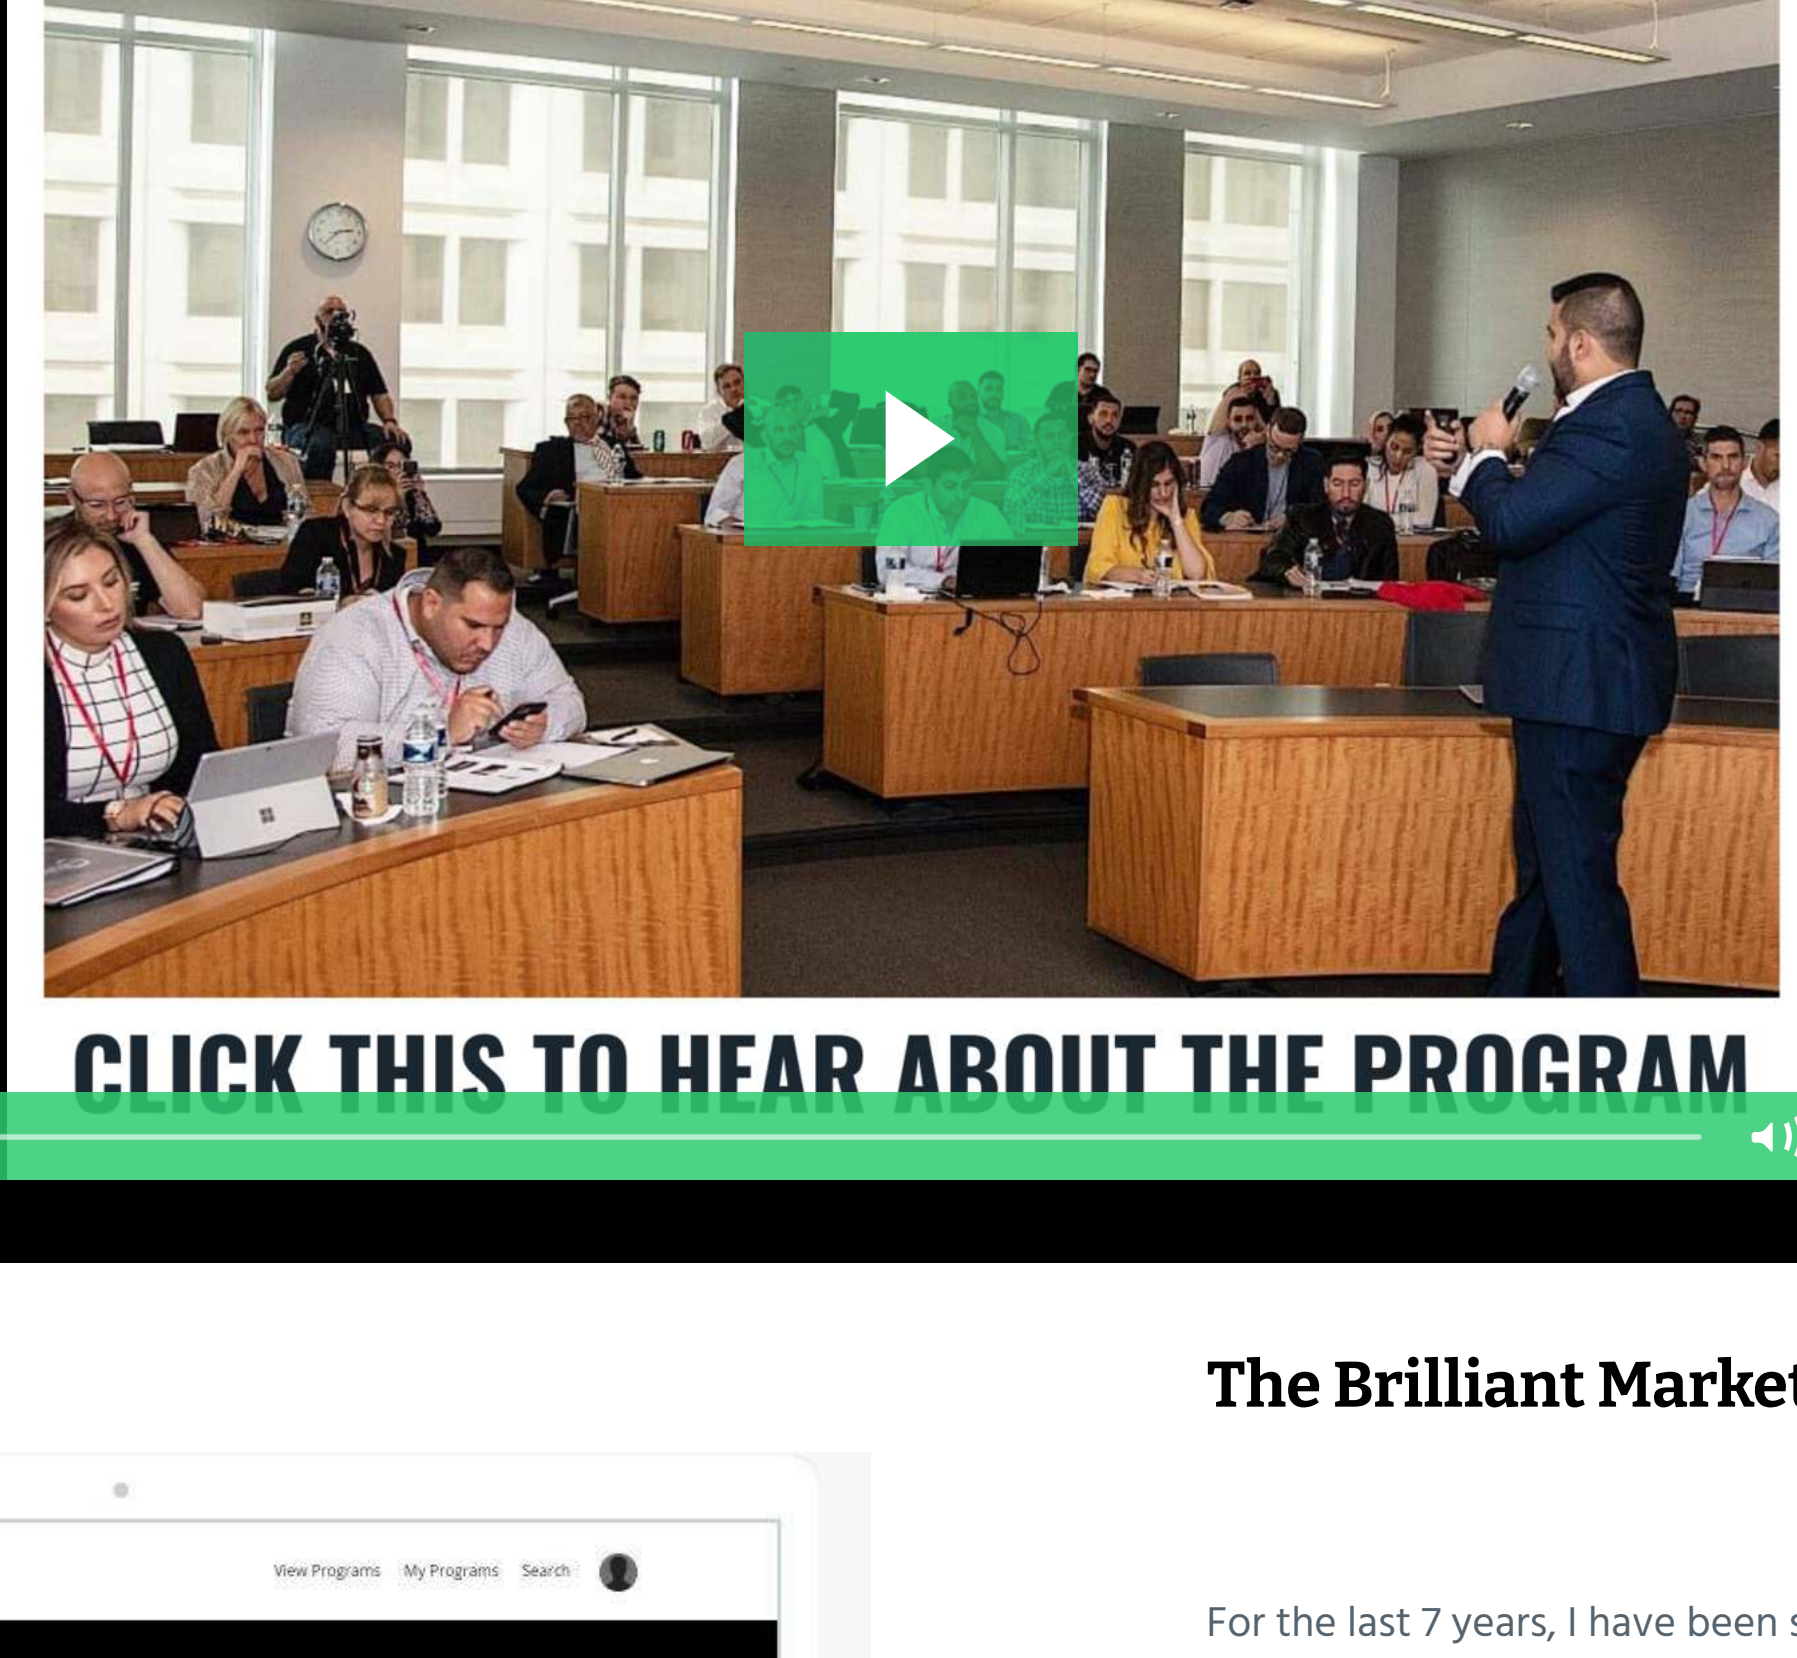 CLICK THIS TO HEAR ABOUT THE PROGRAM
The Brilliant Market
View Programs My Programs Search
For the last 7 years, I have been s